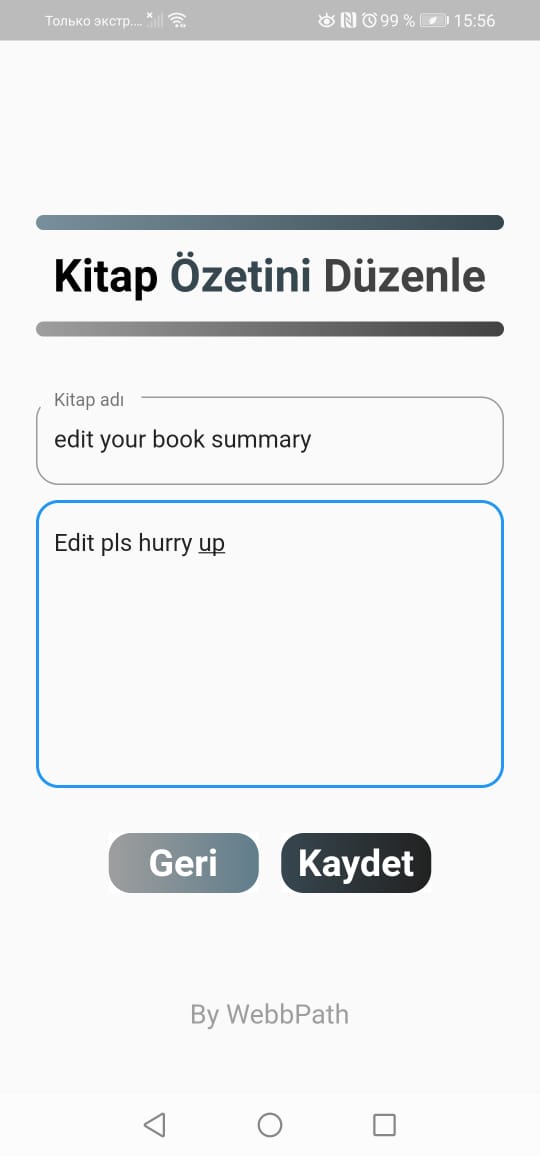 Только экстр.... 99 % 15:56
Kitap Özetini Düzenle
Kitap adı
edit your book summary
Edit pls hurry up
Geri Kaydet
By WebbPath